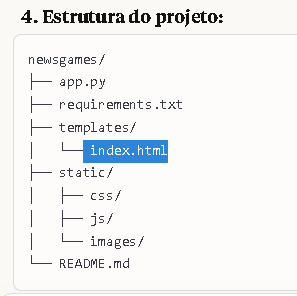 4. Estrutura do projeto:
newsgames/
├── app.py
├── requirements.txt
├── templates/
│   └── index.html
├── static/
│   ├── css/
│   ├── js/
│   └── images/
└── README.md